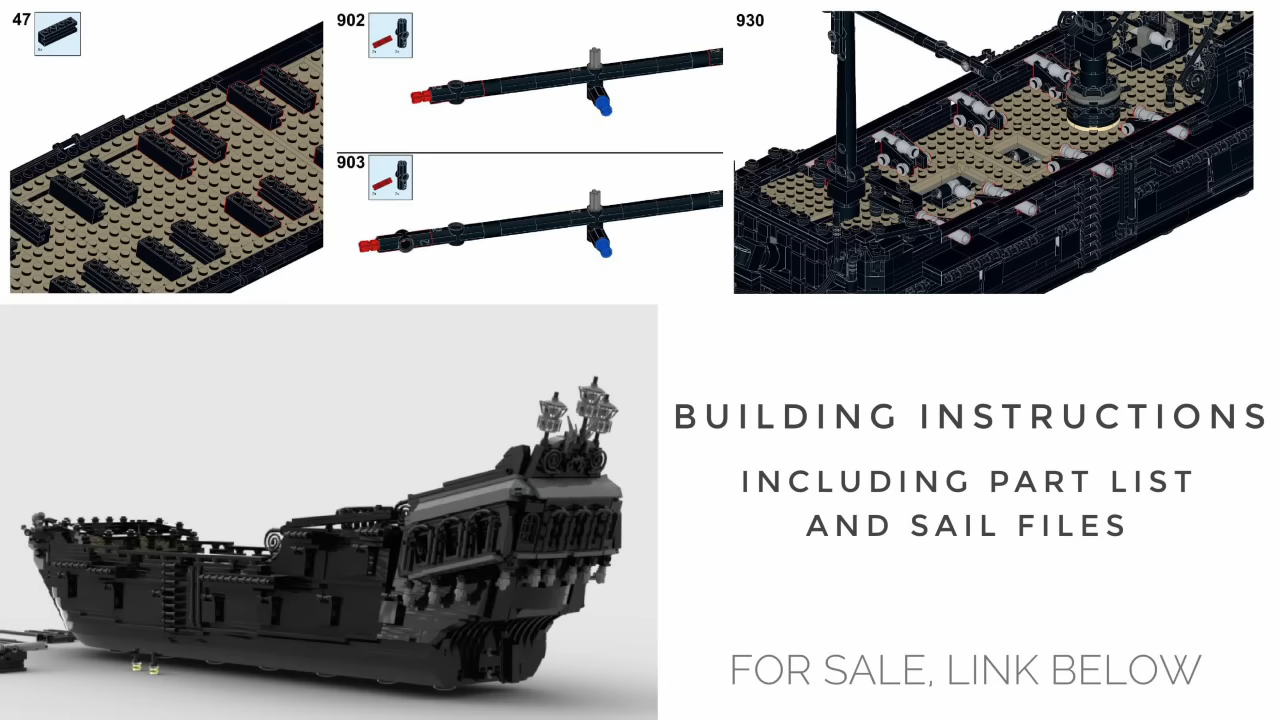 47
902
930
903
BUILDING INSTRUCTIONS
INCLUDING PART LIST
AND SAIL FILES
FOR SALE, LINK BELOW